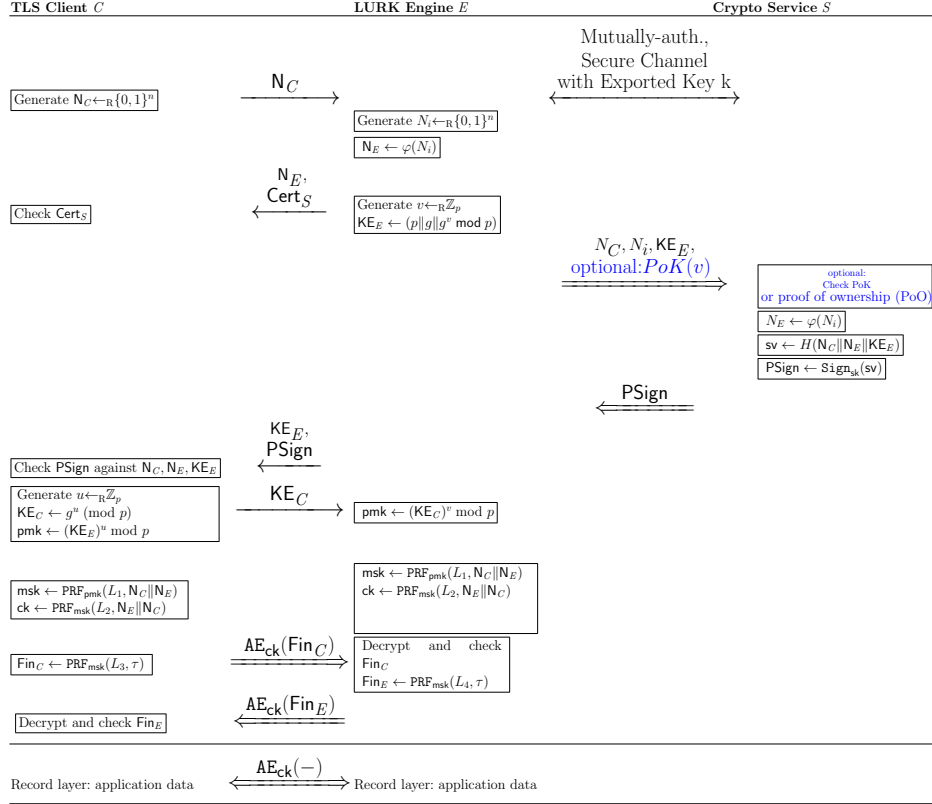 TLS Client C LURK Engine E Crypto Service S
Mutually-auth.,
Secure Channel
with Exported Key k
N_C
Generate N_C ←_R {0, 1}^n
Generate N_i ←_R {0, 1}^n
N_E ← φ(N_i)
N_E,
Cert_S
Check Cert_S
Generate v ←_R ℤ_p
KE_E ← (p‖g‖g^v mod p)
N_C, N_i, KE_E,
optional:PoK(v)
optional:
Check PoK
or proof of ownership (PoO)
N_E ← φ(N_i)
sv ← H(N_C‖N_E‖KE_E)
PSign ← Sign_sk(sv)
PSign
KE_E,
PSign
Check PSign against N_C, N_E, KE_E
Generate u ←_R ℤ_p
KE_C ← g^u (mod p)
pmk ← (KE_E)^u mod p
KE_C
pmk ← (KE_C)^v mod p
msk ← PRF_pmk(L_1, N_C‖N_E)
ck ← PRF_msk(L_2, N_E‖N_C)
msk ← PRF_pmk(L_1, N_C‖N_E)
ck ← PRF_msk(L_2, N_E‖N_C)
Fin_C ← PRF_msk(L_3, τ)
AE_ck(Fin_C)
Decrypt and check
Fin_C
Fin_E ← PRF_msk(L_4, τ)
AE_ck(Fin_E)
Decrypt and check Fin_E
AE_ck(−)
Record layer: application data Record layer: application data